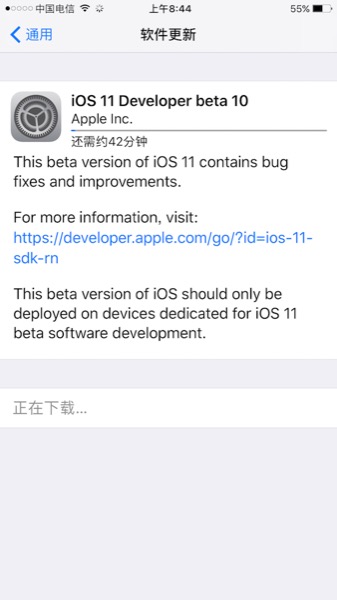 中国电信 上午8:44 55%
通用 软件更新
iOS 11 Developer beta 10
Apple Inc.
还需约42分钟
This beta version of iOS 11 contains bug
fixes and improvements.
For more information, visit:
https://developer.apple.com/go/?id=ios-11-
sdk-rn
This beta version of iOS should only be
deployed on devices dedicated for iOS 11
beta software development.
正在下载...